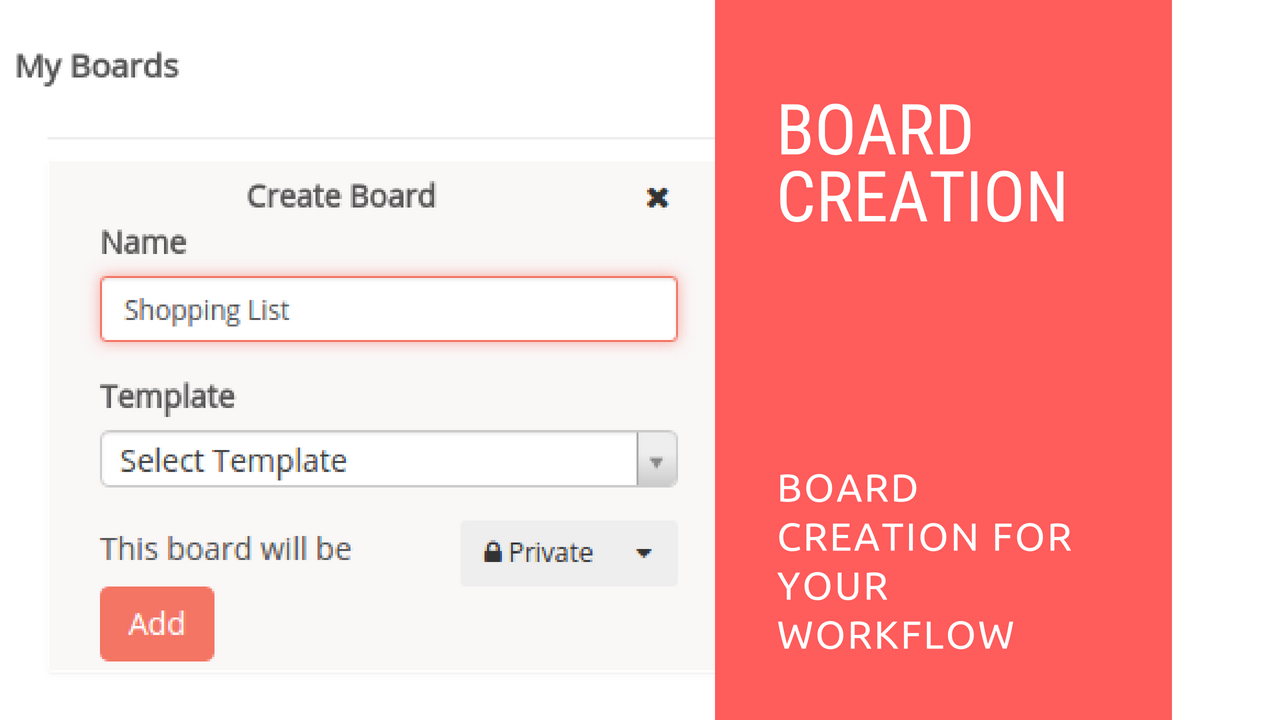 My Boards
Create Board
Name
Shopping List
Template
Select Template
This board will be
Private
Add
BOARD
CREATION
BOARD
CREATION FOR
YOUR
WORKFLOW